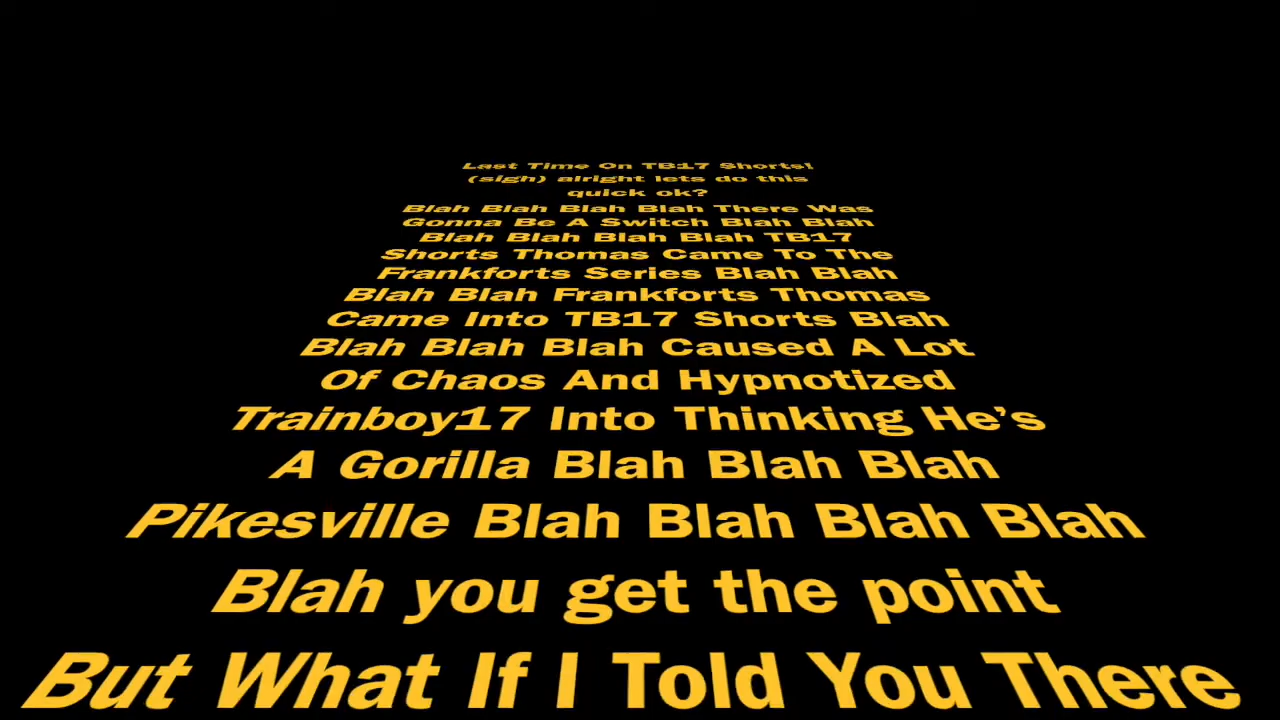 Last Time On TB17 Shorts!
(sigh) alright lets do this
quick ok?
Blah Blah Blah Blah There Was
Gonna Be A Switch Blah Blah
Blah Blah Blah Blah TB17
Shorts Thomas Came To The
Frankforts Series Blah Blah
Blah Blah Frankforts Thomas
Came Into TB17 Shorts Blah
Blah Blah Blah Caused A Lot
Of Chaos And Hypnotized
Trainboy17 Into Thinking He’s
A Gorilla Blah Blah Blah
Pikesville Blah Blah Blah Blah
Blah you get the point
But What If I Told You There